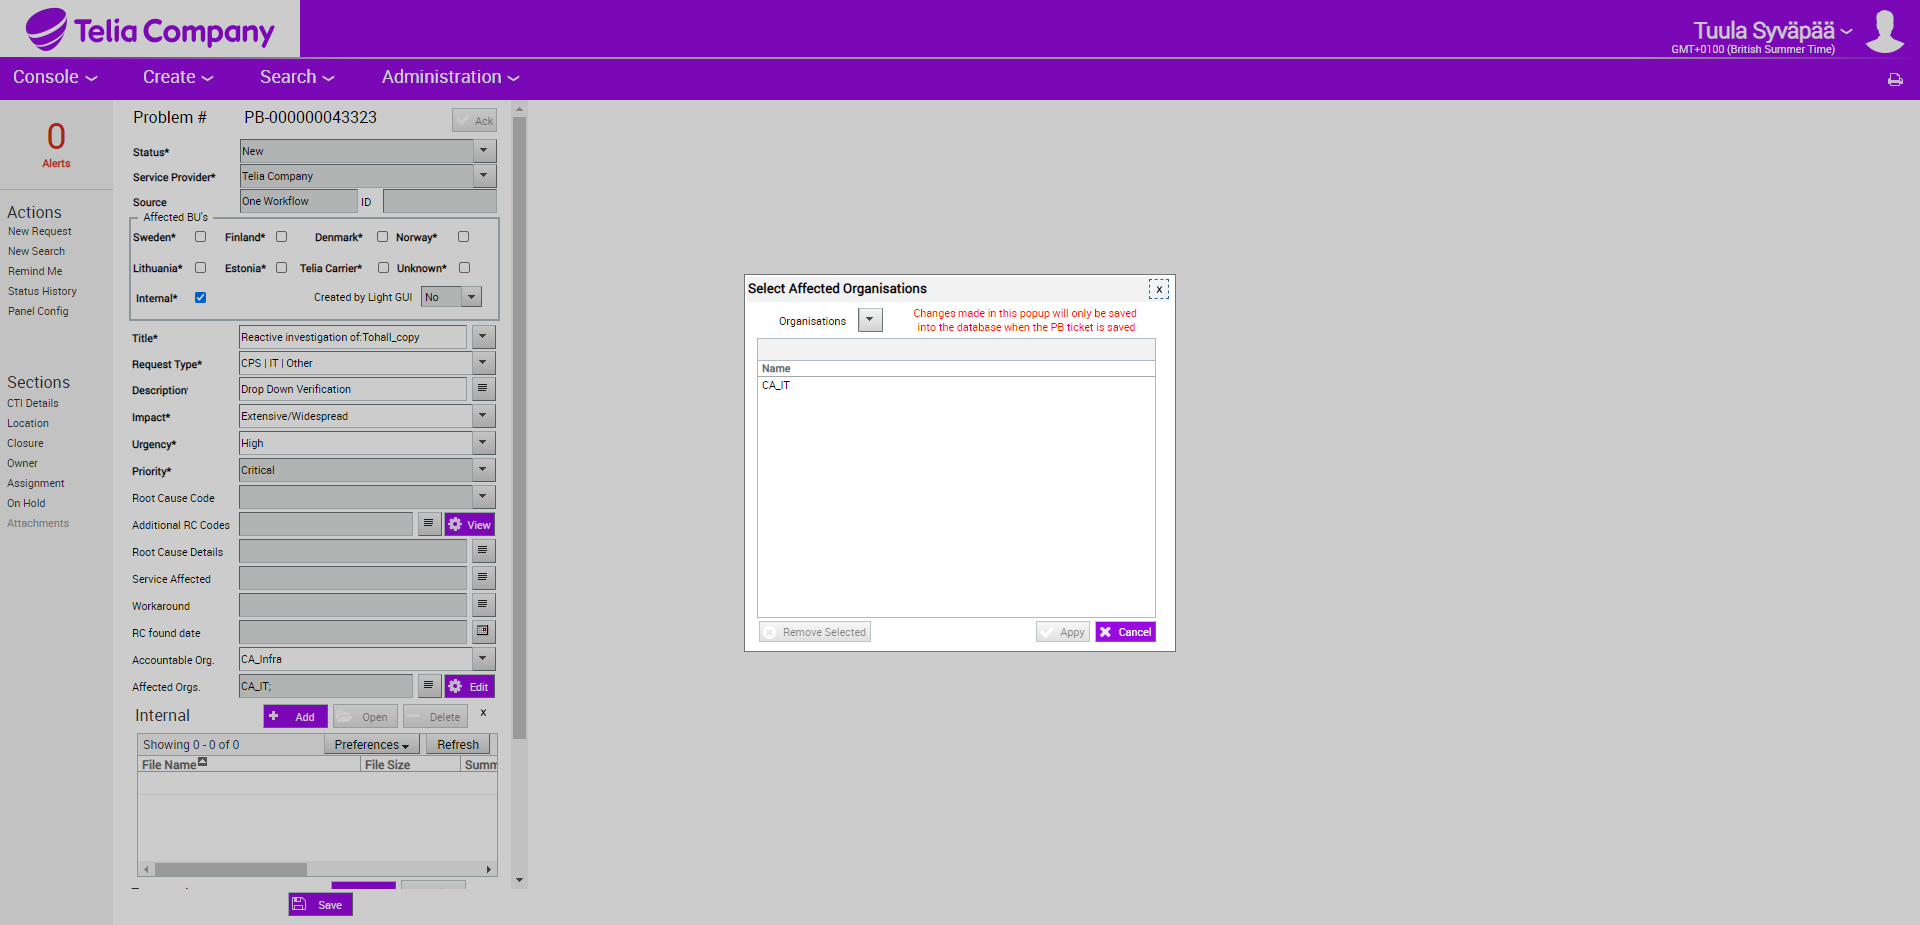 Telia Company
Tuula Syväpää
GMT+0100 (British Summer Time)
Console Create Search Administration
0
Alerts
Actions
New Request
New Search
Remind Me
Status History
Panel Config
Sections
CTI Details
Location
Closure
Owner
Assignment
On Hold
Attachments
Problem # PB-000000043323 Ack
Status* New
Service Provider* Telia Company
Source One Workflow ID
Affected BU's
Sweden* Finland* Denmark* Norway*
Lithuania* Estonia* Telia Carrier* Unknown*
Internal* Created by Light GUI No
Title* Reactive investigation of:Tohall_copy
Request Type* CPS | IT | Other
Description Drop Down Verification
Impact* Extensive/Widespread
Urgency* High
Priority* Critical
Root Cause Code
Additional RC Codes View
Root Cause Details
Service Affected
Workaround
RC found date
Accountable Org. CA_Infra
Affected Orgs. CA_IT; Edit
Internal Add Open Delete x
Showing 0 - 0 of 0 Preferences Refresh
File Name File Size Summ
Save
Select Affected Organisations x
Organisations
Changes made in this popup will only be saved
into the database when the PB ticket is saved
Name
CA_IT
Remove Selected Appy Cancel